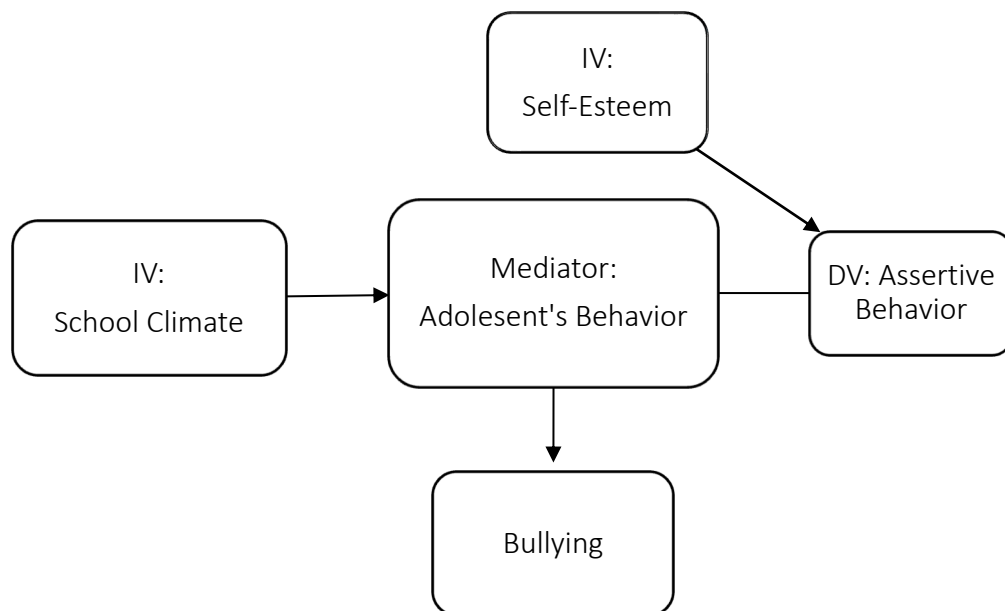 IV:
Self-Esteem
IV:
School Climate
Mediator:
Adolesent's Behavior
DV: Assertive
Behavior
Bullying